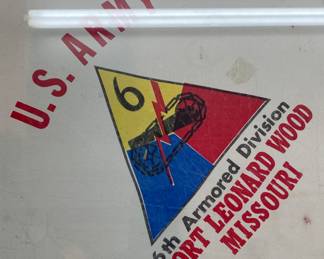 U.S. ARMY
6
6th Armored Division
FORT LEONARD WOOD
MISSOURI